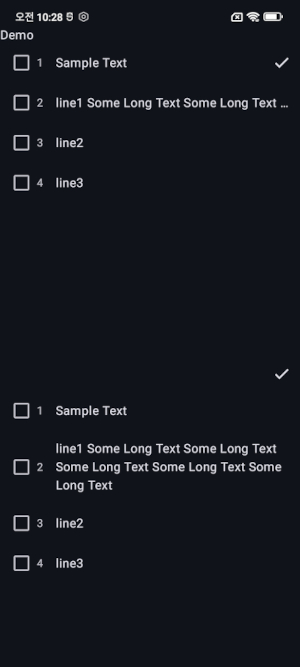 오전 10:28
Demo
1 Sample Text
2 line1 Some Long Text Some Long Text ...
3 line2
4 line3
1 Sample Text
line1 Some Long Text Some Long Text
2 Some Long Text Some Long Text Some
Long Text
3 line2
4 line3